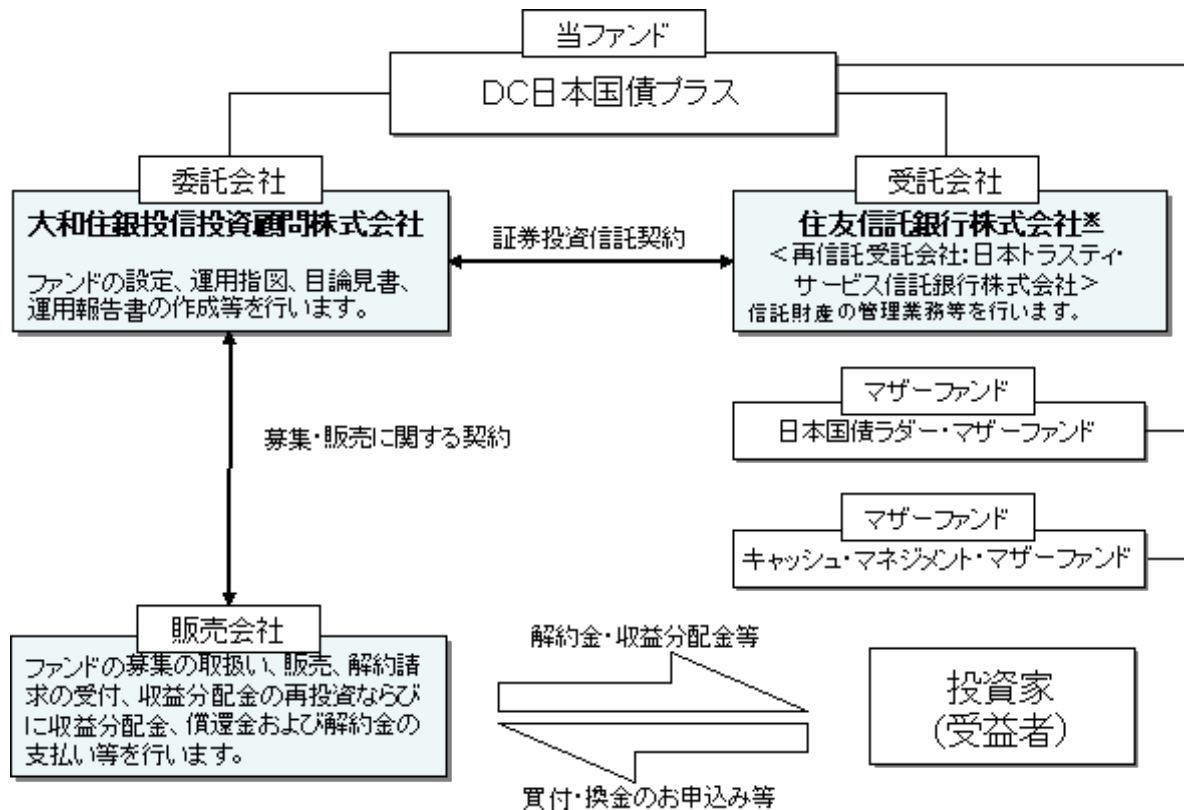 当ファンド
DC日本国債プラス
委託会社
大和住銀投信投資顧問株式会社
ファンドの設定、運用指図、目論見書、
運用報告書の作成等を行います。
証券投資信託契約
受託会社
住友信託銀行株式会社※
＜再信託受託会社:日本トラスティ・
サービス信託銀行株式会社＞
信託財産の管理業務等を行います。
マザーファンド
日本国債ラダー・マザーファンド
募集・販売に関する契約
マザーファンド
キャッシュ・マネジメント・マザーファンド
販売会社
ファンドの募集の取扱い、販売、解約請
求の受付、収益分配金の再投資ならび
に収益分配金、償還金および解約金の
支払い等を行います。
解約金・収益分配金等
買付・換金のお申込み等
投資家
(受益者)